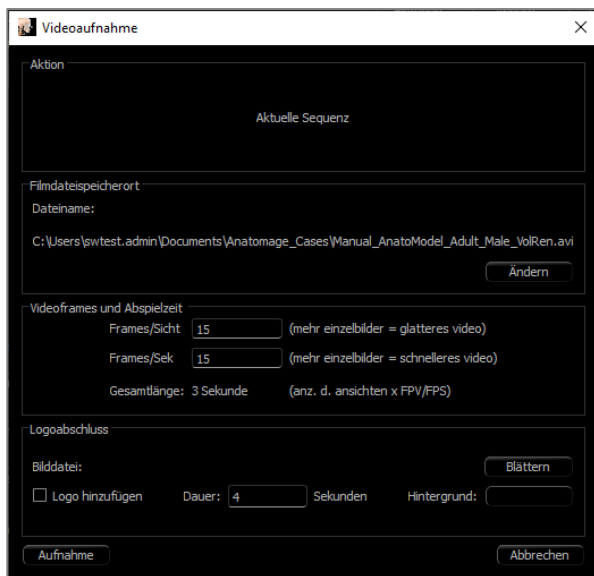 Videoaufnahme
Aktion
Aktuelle Sequenz
Filmdateispeicherort
Dateiname:
C:\Users\swtest.admin\Documents\Anatomage_Cases\Manual_AnatoModel_Adult_Male_VolRen.avi
Ändern
Videoframes und Abspielzeit
Frames/Sicht 15 (mehr einzelbilder = glatteres video)
Frames/Sek 15 (mehr einzelbilder = schnelleres video)
Gesamtlänge: 3 Sekunde (anz. d. ansichten x FPV/FPS)
Logoabschluss
Bilddatei: Blättern
Logo hinzufügen Dauer: 4 Sekunden Hintergrund:
Aufnahme Abbrechen